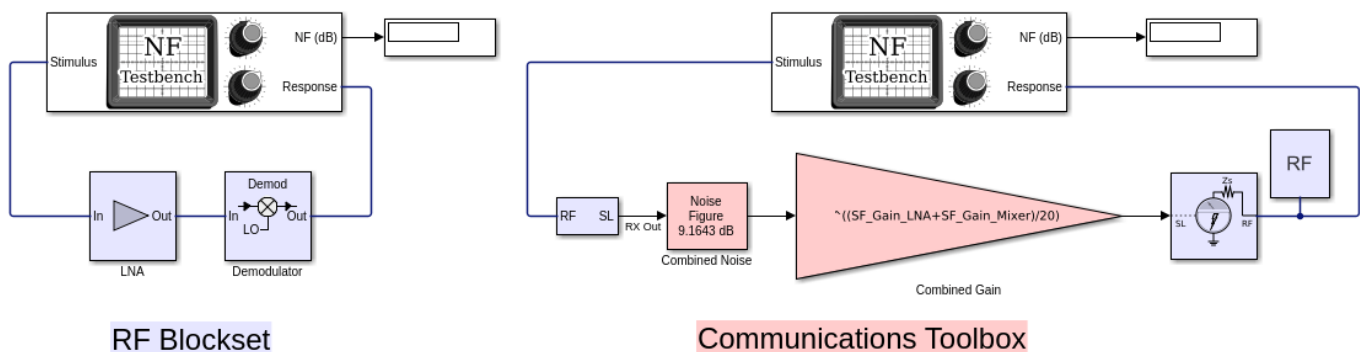 NF
Testbench
Stimulus
NF (dB)
Response
In
Out
LNA
Demod
In
Out
LO
Demodulator
RF Blockset
NF
Testbench
Stimulus
NF (dB)
Response
RF
SL
RX Out
Noise
Figure
9.1643 dB
Combined Noise
^((SF_Gain_LNA+SF_Gain_Mixer)/20)
Combined Gain
Zs
SL
RF
RF
Communications Toolbox